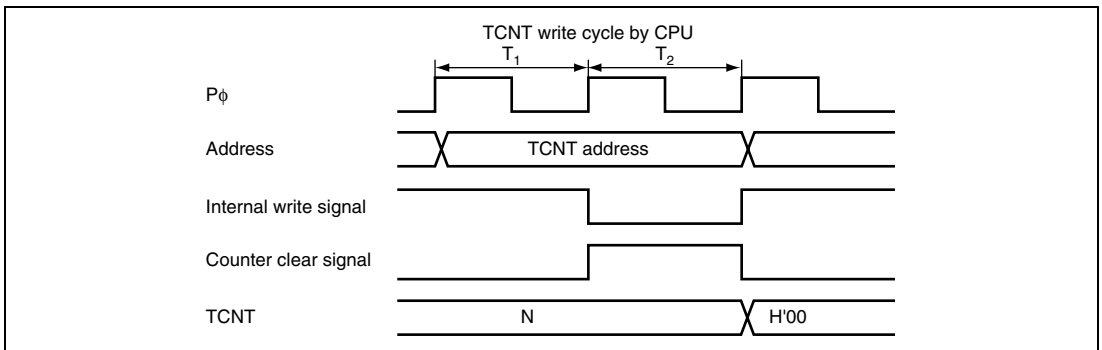 TCNT write cycle by CPU
T₁ T₂
Pϕ
Address TCNT address
Internal write signal
Counter clear signal
TCNT N H'00